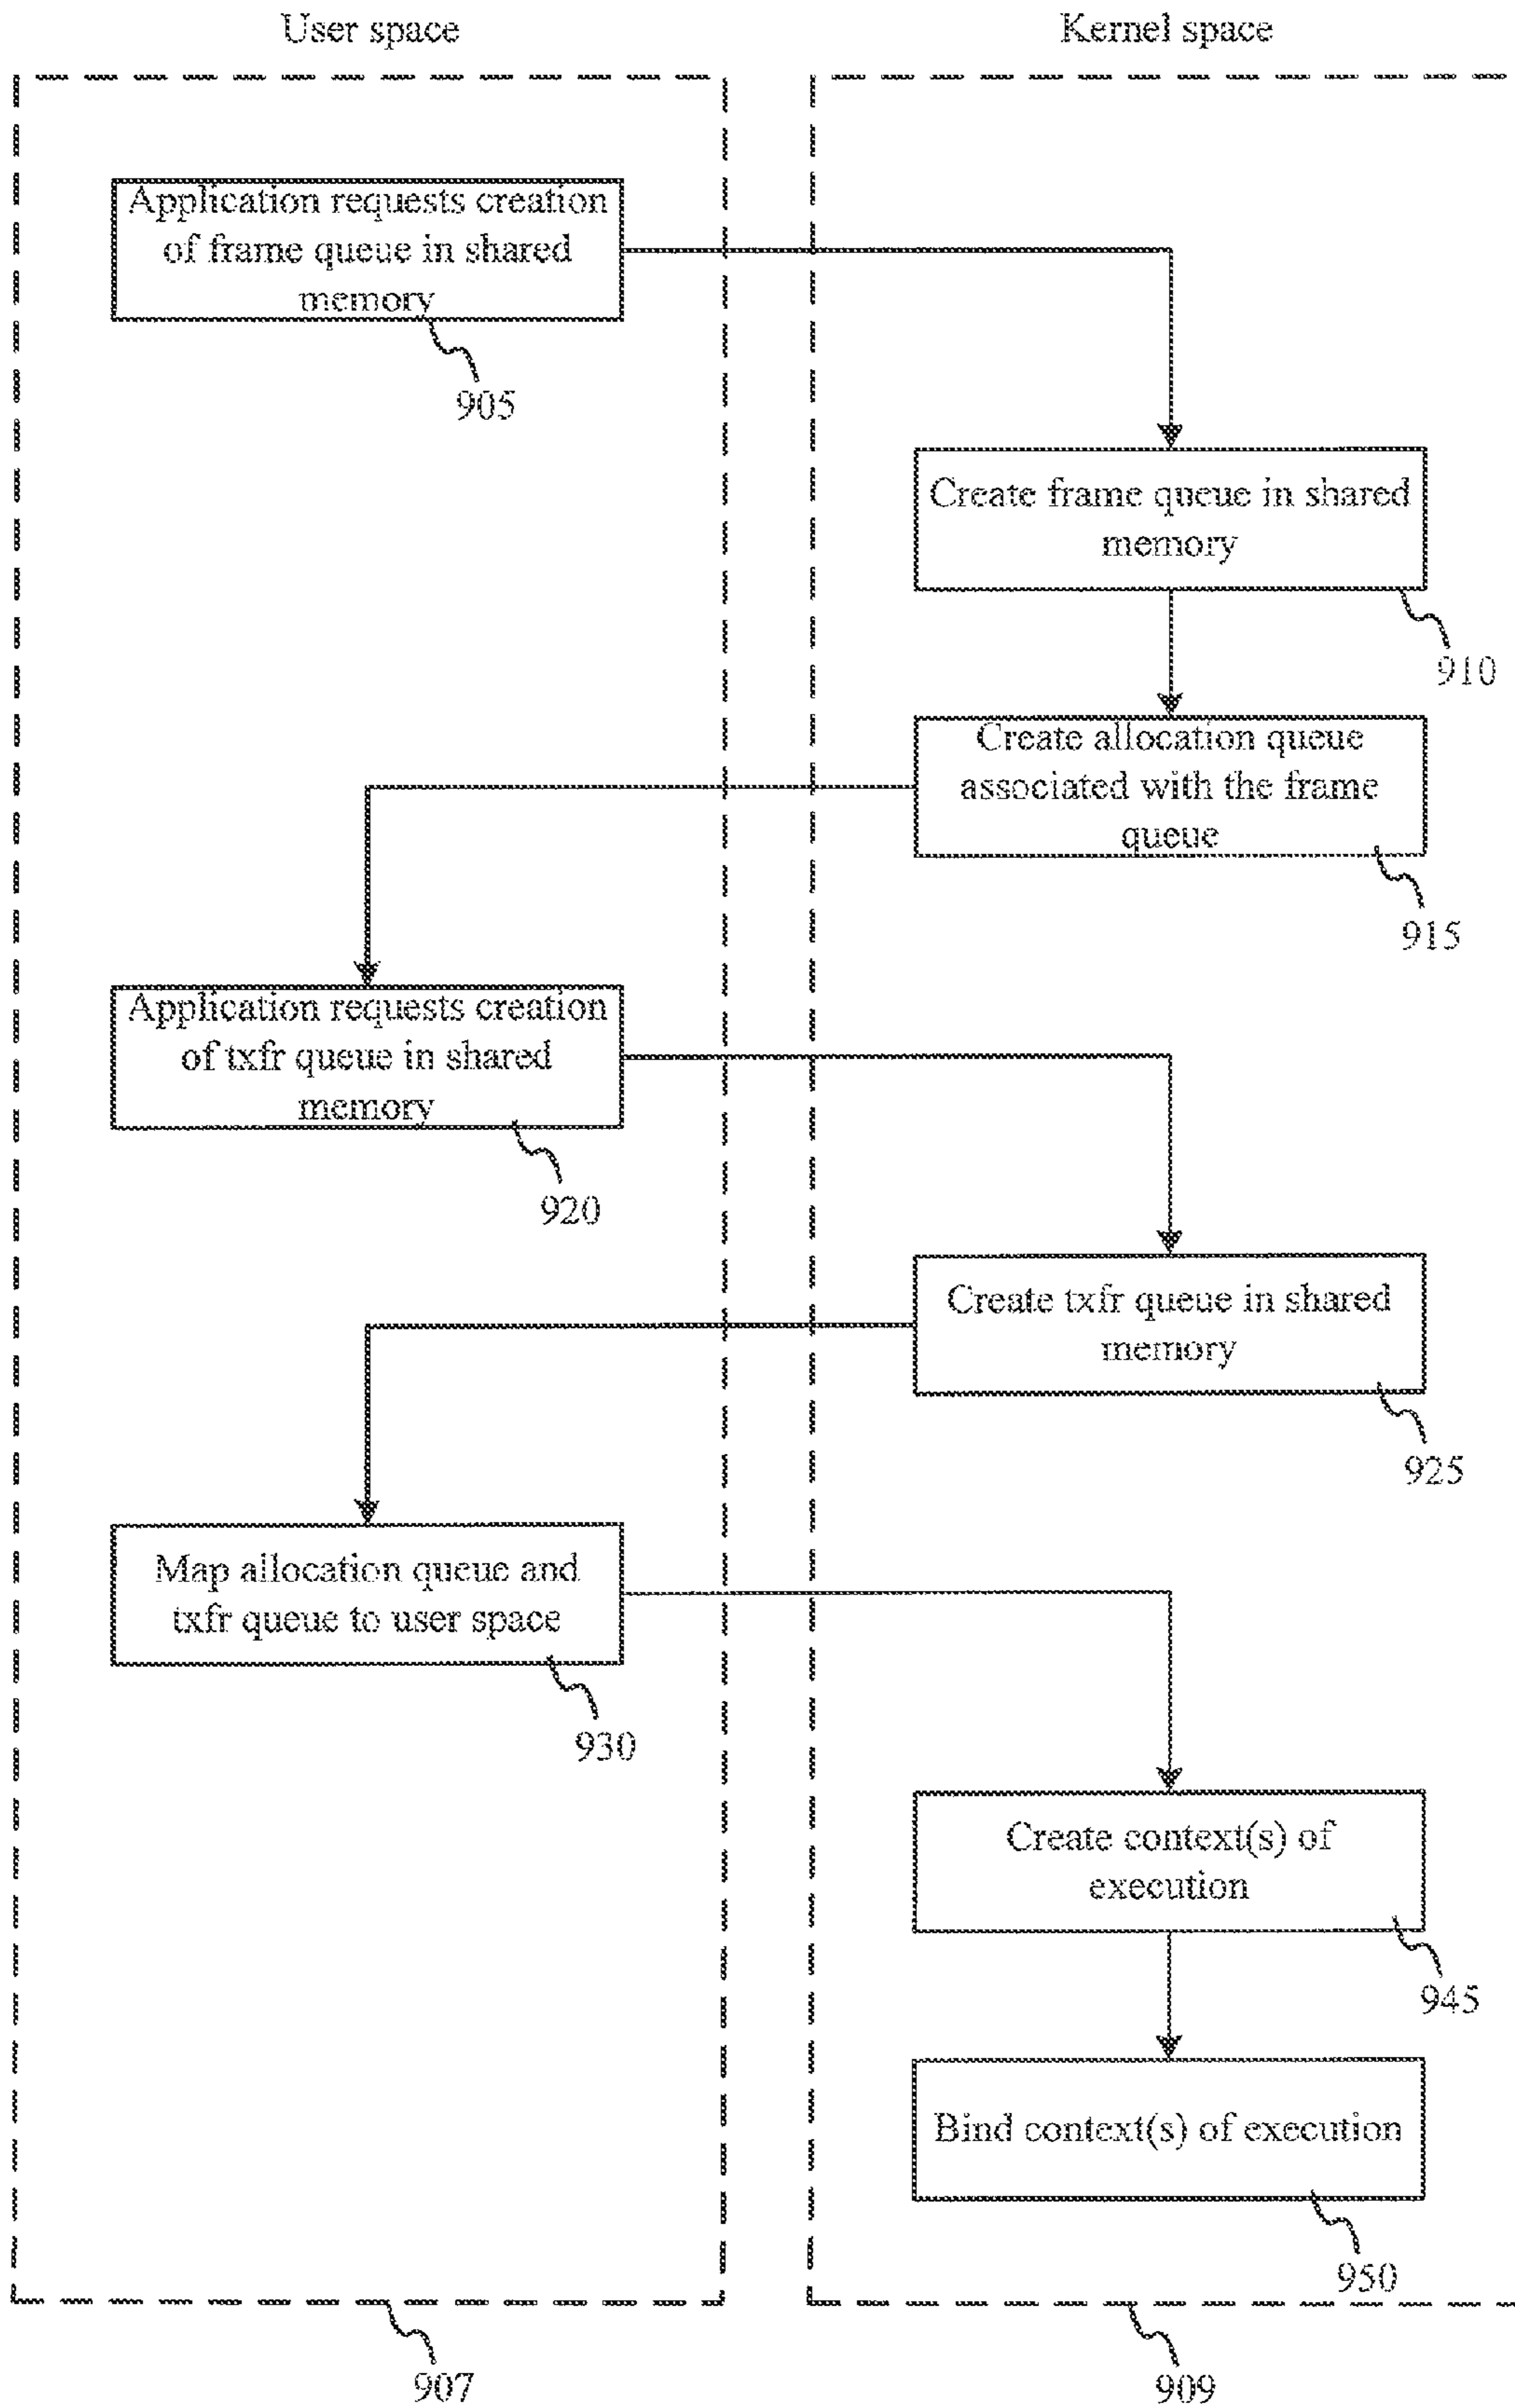 User space
Kernel space
Application requests creation
of frame queue in shared
memory
905
Create frame queue in shared
memory
910
Create allocation queue
associated with the frame
queue
915
Application requests creation
of txfr queue in shared
memory
920
Create txfr queue in shared
memory
925
Map allocation queue and
txfr queue to user space
930
Create context(s) of
execution
945
Bind context(s) of execution
950
907
909